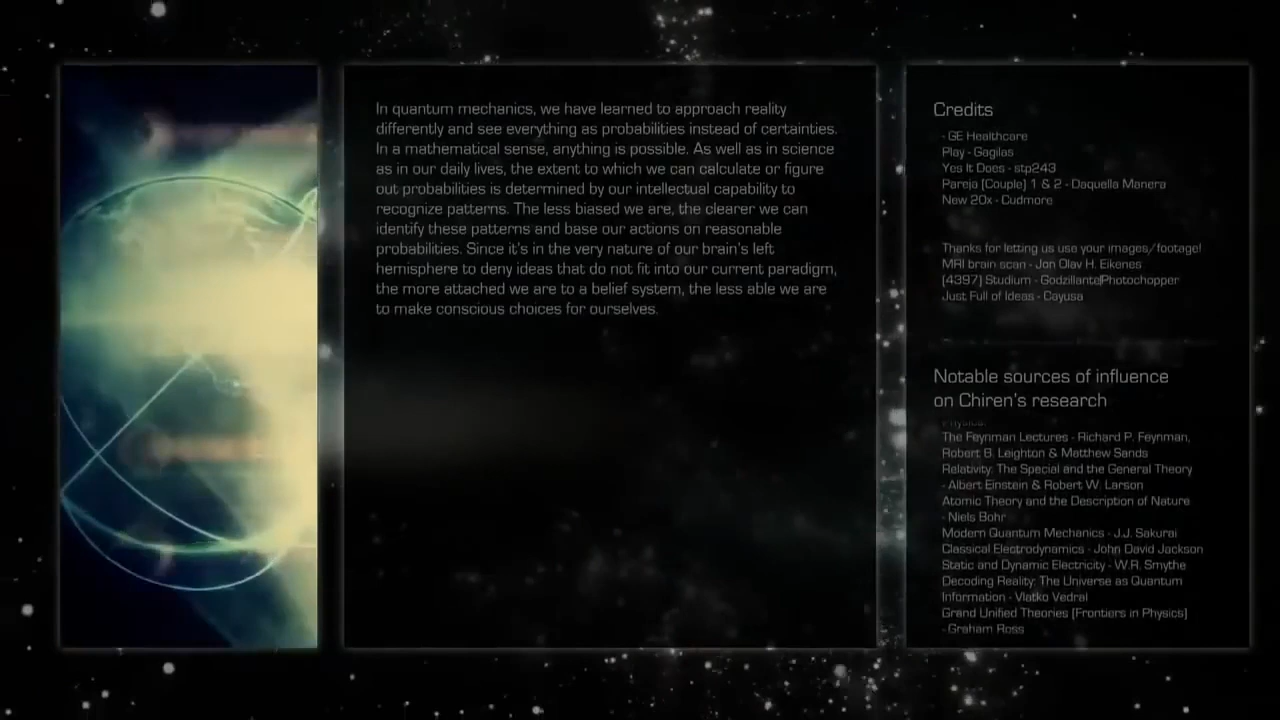 In quantum mechanics, we have learned to approach reality
differently and see everything as probabilities instead of certainties.
In a mathematical sense, anything is possible. As well as in science
as in our daily lives, the extent to which we can calculate or figure
out probabilities is determined by our intellectual capability to
recognize patterns. The less biased we are, the clearer we can
identify these patterns and base our actions on reasonable
probabilities. Since it's in the very nature of our brain's left
hemisphere to deny ideas that do not fit into our current paradigm,
the more attached we are to a belief system, the less able we are
to make conscious choices for ourselves.
Credits
- GE Healthcare
Play - Gagilas
Yes It Does - stp243
Pareja (Couple) 1 & 2 - Daquella Manera
New 20x - Cudmore
Thanks for letting us use your images/footage!
MRI brain scan - Jon Olav H. Eikenes
(4397) Studium - Godzillante|Photochopper
Just Full of Ideas - Cayusa
Notable sources of influence
on Chiren's research
Physics:
The Feynman Lectures - Richard P. Feynman,
Robert B. Leighton & Matthew Sands
Relativity: The Special and the General Theory
- Albert Einstein & Robert W. Larson
Atomic Theory and the Description of Nature
- Niels Bohr
Modern Quantum Mechanics - J.J. Sakurai
Classical Electrodynamics - John David Jackson
Static and Dynamic Electricity - W.R. Smythe
Decoding Reality: The Universe as Quantum
Information - Vlatko Vedral
Grand Unified Theories (Frontiers in Physics)
- Graham Ross